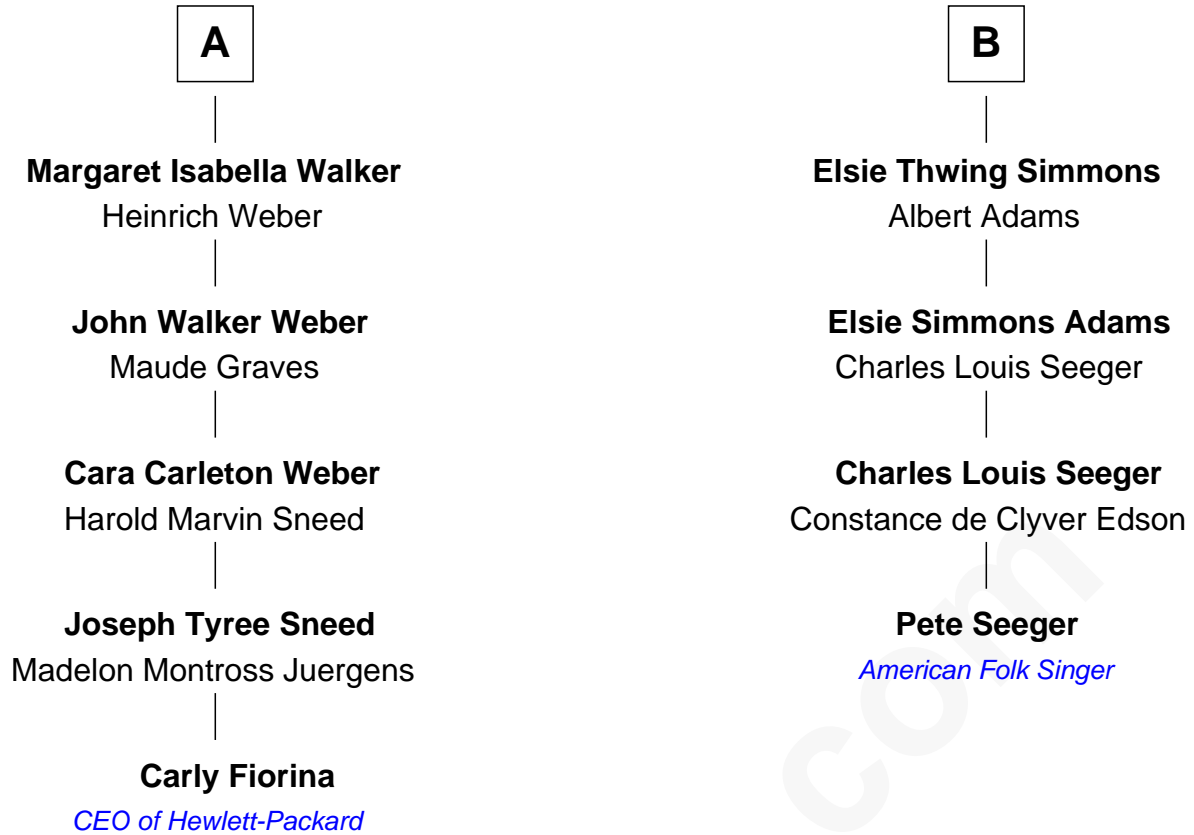 A
Margaret Isabella Walker
Heinrich Weber
John Walker Weber
Maude Graves
Cara Carleton Weber
Harold Marvin Sneed
Joseph Tyree Sneed
Madelon Montross Juergens
Carly Fiorina
CEO of Hewlett-Packard
B
Elsie Thwing Simmons
Albert Adams
Elsie Simmons Adams
Charles Louis Seeger
Charles Louis Seeger
Constance de Clyver Edson
Pete Seeger
American Folk Singer
com